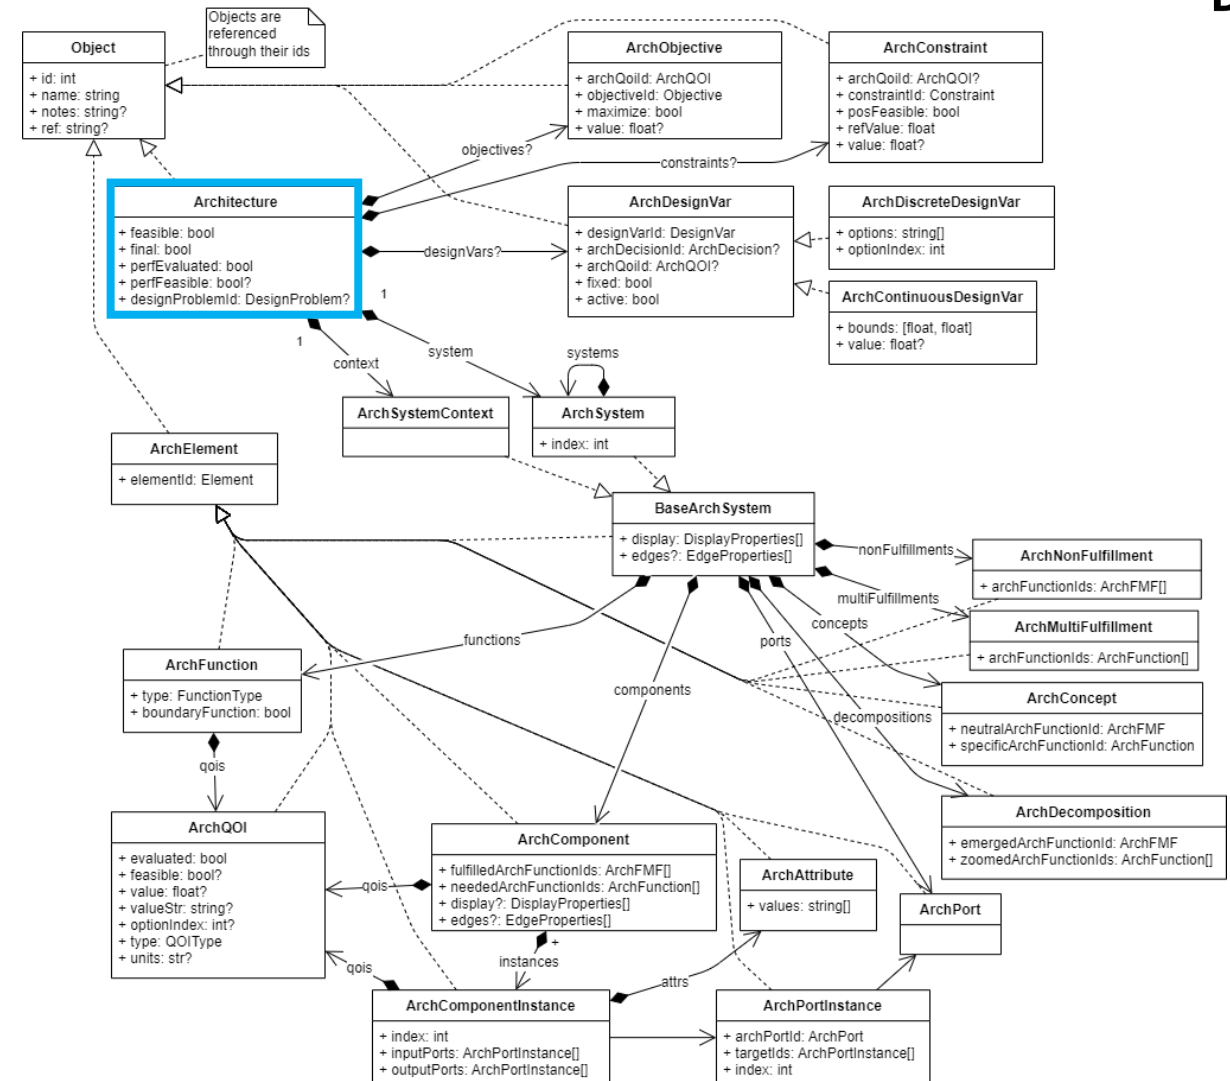 Objects are
referenced
through their ids
Object
+ id: int
+ name: string
+ notes: string?
+ ref: string?
ArchObjective
+ archQoiId: ArchQOI
+ objectiveId: Objective
+ maximize: bool
+ value: float?
ArchConstraint
+ archQoiId: ArchQOI?
+ constraintId: Constraint
+ posFeasible: bool
+ refValue: float
+ value: float?
objectives?
constraints?
Architecture
+ feasible: bool
+ final: bool
+ perfEvaluated: bool
+ perfFeasible: bool?
+ designProblemId: DesignProblem?
designVars?
ArchDesignVar
+ designVarId: DesignVar
+ archDecisionId: ArchDecision?
+ archQoiId: ArchQOI?
+ fixed: bool
+ active: bool
ArchDiscreteDesignVar
+ options: string[]
+ optionIndex: int
ArchContinuousDesignVar
+ bounds: [float, float]
+ value: float?
1
1
context
system
systems
ArchSystemContext
ArchSystem
+ index: int
ArchElement
+ elementId: Element
BaseArchSystem
+ display: DisplayProperties[]
+ edges?: EdgeProperties[]
nonFulfillments
ArchNonFulfillment
+ archFunctionIds: ArchFMF[]
multiFulfillments
ArchMultiFulfillment
+ archFunctionIds: ArchFunction[]
concepts
ports
functions
components
decompositions
ArchFunction
+ type: FunctionType
+ boundaryFunction: bool
ArchConcept
+ neutralArchFunctionId: ArchFMF
+ specificArchFunctionId: ArchFunction
qois
ArchDecomposition
+ emergedArchFunctionId: ArchFMF
+ zoomedArchFunctionIds: ArchFunction[]
ArchQOI
+ evaluated: bool
+ feasible: bool?
+ value: float?
+ valueStr: string?
+ optionIndex: int?
+ type: QOIType
+ units: str?
qois
ArchComponent
+ fulfilledArchFunctionIds: ArchFMF[]
+ neededArchFunctionIds: ArchFunction[]
+ display?: DisplayProperties[]
+ edges?: EdgeProperties[]
ArchAttribute
+ values: string[]
ArchPort
+
instances
qois
attrs
ArchComponentInstance
+ index: int
+ inputPorts: ArchPortInstance[]
+ outputPorts: ArchPortInstance[]
ArchPortInstance
+ archPortId: ArchPort
+ targetIds: ArchPortInstance[]
+ index: int